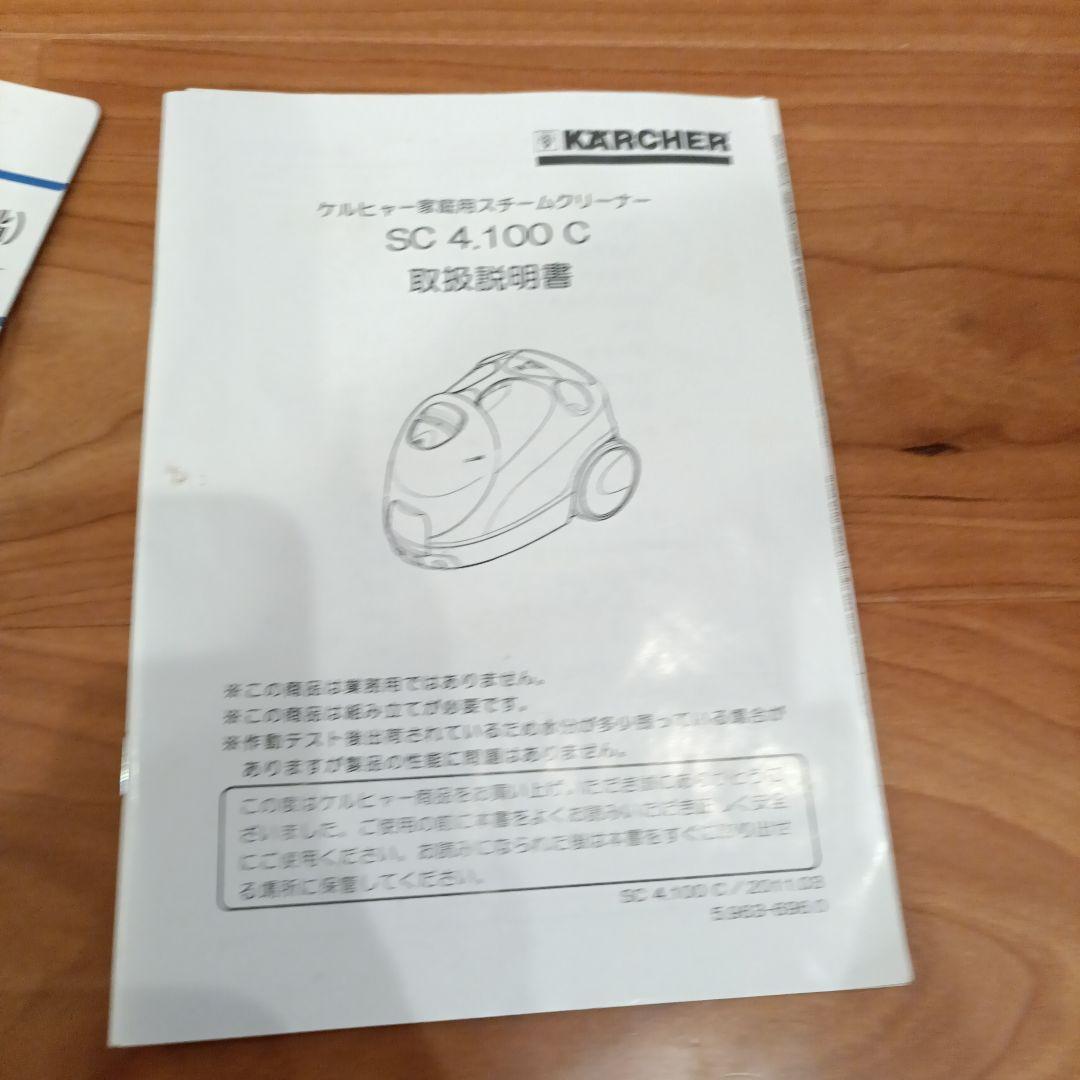 KÄRCHER
ケルヒャー家庭用スチームクリーナー
SC 4.100 C
取扱説明書
※この商品は業務用ではありません。
※この商品は組み立てが必要です。
※作動テスト後出荷されているため水分が多少残っている場合が
ありますが製品の性能に問題はありません。
この度はケルヒャー商品をお買い上げいただき誠にありがとうご
ざいました。ご使用の前に本書をよくお読みいただき正しく安全
にご使用ください。お読みになられた後は本書をすぐに取り出せ
る場所に保管してください。
SC 4.100 C / 2011.03
5.963-696.0